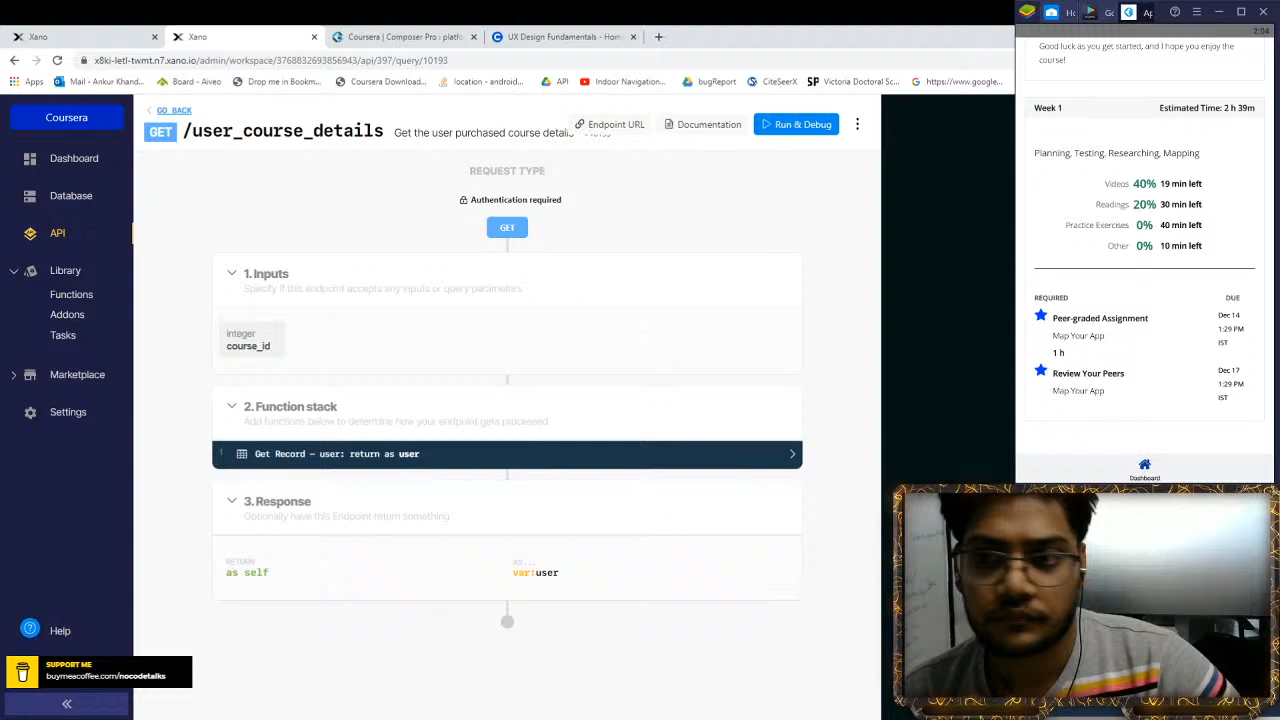 Xano
Xano
Coursera | Composer Pro : platfo
UX Design Fundamentals - Hom
x8ki-letl-twmt.n7.xano.io/admin/workspace/3768832693856943/api/397/query/10193
Apps
Mail - Ankur Khand...
Board - Aiveo
Drop me in Bookm...
Coursera Download...
location - android...
API
Indoor Navigation...
bugReport
CiteSeerX
SP Victoria Doctoral Sc...
https://www.google...
Coursera
Dashboard
Database
API
Library
Functions
Addons
Tasks
Marketplace
Settings
Help
SUPPORT ME
buymeacoffee.com/nocodetalks
GO BACK
GET /user_course_details Get the user purchased course details
Endpoint URL
Documentation
Run & Debug
REQUEST TYPE
Authentication required
GET
1. Inputs
Specify if this endpoint accepts any inputs or query parameters
integer
course_id
2. Function stack
Add functions below to determine how your endpoint gets processed
1 Get Record – user: return as user
3. Response
Optionally have this Endpoint return something
RETURN
as self
AS...
var:user
Ho
Go
Ap
2:04
Good luck as you get started, and I hope you enjoy the
course!
Week 1 Estimated Time: 2 h 39m
Planning, Testing, Researching, Mapping
Videos 40% 19 min left
Readings 20% 30 min left
Practice Exercises 0% 40 min left
Other 0% 10 min left
REQUIRED DUE
Peer-graded Assignment
Map Your App
1 h
Dec 14
1:29 PM
IST
Review Your Peers
Map Your App
Dec 17
1:29 PM
IST
Dashboard